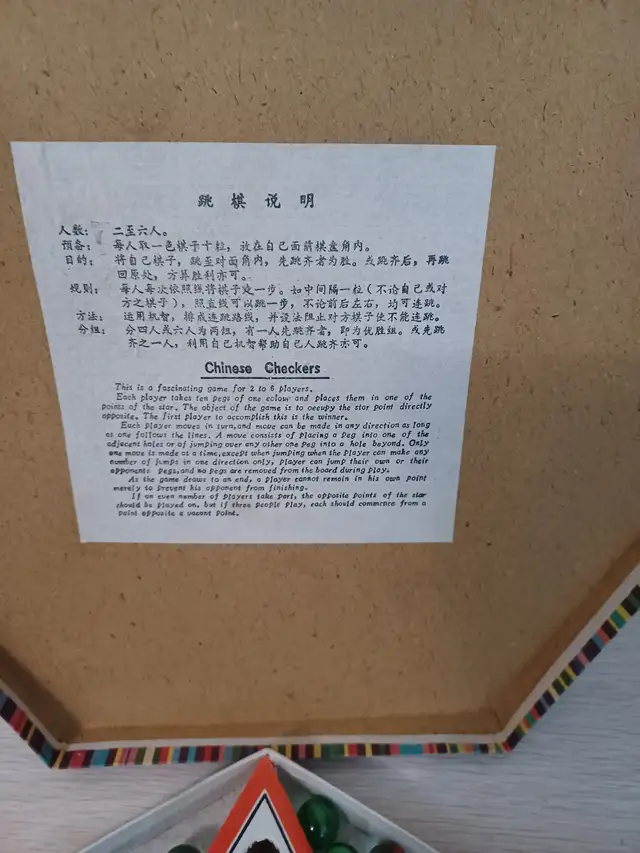 跳棋说明
人数： 二至六人。
预备： 每人取一色棋子十粒，放在自己面前棋盒角内。
目的： 将自己棋子，跳至对面角内，先跳齐者为胜。或跳齐后，再跳
回原处，方算胜利亦可。
规则： 每人每次依照线将棋子走一步。如中间隔一粒（不论自己或对
方之棋子），照直线可以跳一步，不论前后左右，均可连跳。
方法： 运用机智，排成连跳路线，并设法阻止对方棋子使不能连跳。
分组： 分四人或六人为两组，有一人先跳齐者，即为优胜组。或先跳
齐之一人，利用自己机智帮助自己人跳齐亦可。
Chinese Checkers
This is a fascinating game for 2 to 6 players.
Each player takes ten pegs of one colour and places them in one of the
points of the star. The object of the game is to occupy the star point directly
opposite. The first player to accomplish this is the winner.
Each player moves in turn,and move can be made in any direction as long
as one follows the lines. A move consists of placing a peg into one of the
adjacent holes or of jumping over any other one peg into a hole beyond. Only
one move is made at a time,except when jumping when the player can make any
number of jumps in one direction only, player can jump their own or their
opponents pegs,and no pegs are removed from the board during play.
As the game draws to an end, a player cannot remain in his own point
merely to prevent his opponent from finishing.
If an even number of players take part, the opposite points of the star
should be played on, but if three people play, each should commence from a
point opposite a vacant point.